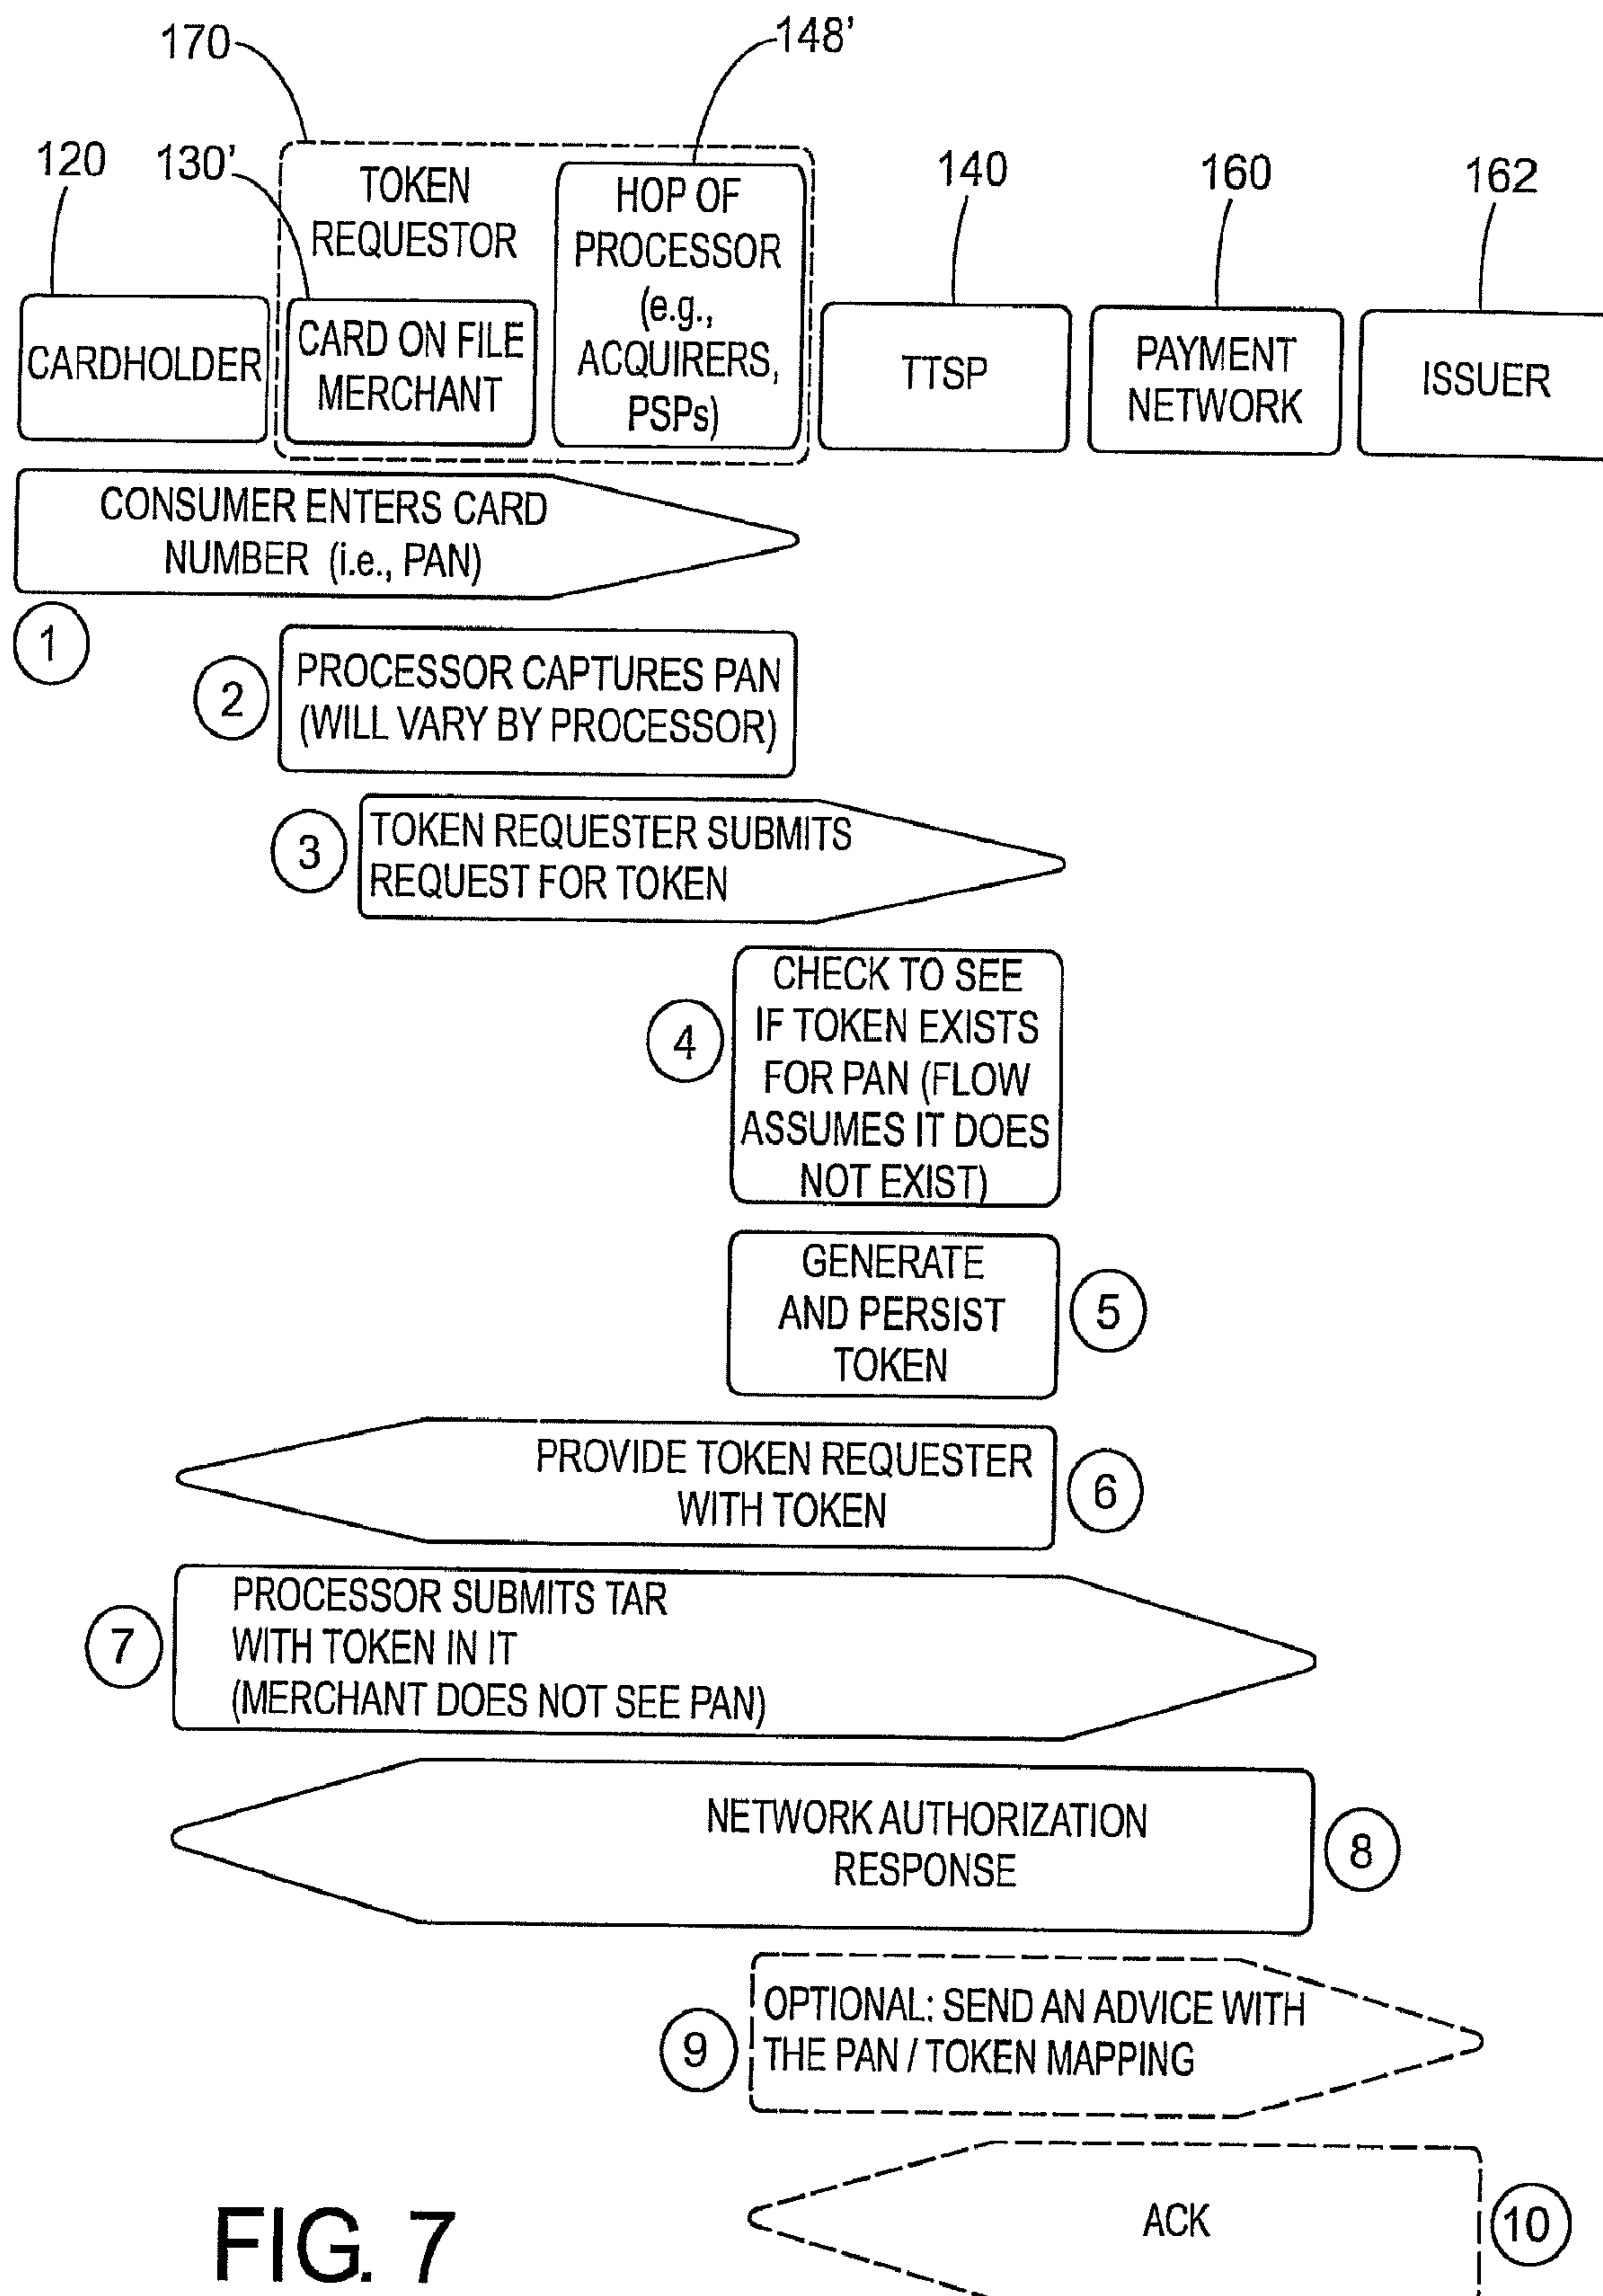 170
148'
120
130'
140
160
162
TOKEN
REQUESTOR
HOP OF
PROCESSOR
(e.g.,
ACQUIRERS,
PSPs)
CARDHOLDER
CARD ON FILE
MERCHANT
TTSP
PAYMENT
NETWORK
ISSUER
CONSUMER ENTERS CARD
NUMBER (i.e., PAN)
1
2
PROCESSOR CAPTURES PAN
(WILL VARY BY PROCESSOR)
3
TOKEN REQUESTER SUBMITS
REQUEST FOR TOKEN
4
CHECK TO SEE
IF TOKEN EXISTS
FOR PAN (FLOW
ASSUMES IT DOES
NOT EXIST)
GENERATE
AND PERSIST
TOKEN
5
PROVIDE TOKEN REQUESTER
WITH TOKEN
6
7
PROCESSOR SUBMITS TAR
WITH TOKEN IN IT
(MERCHANT DOES NOT SEE PAN)
NETWORK AUTHORIZATION
RESPONSE
8
9
OPTIONAL: SEND AN ADVICE WITH
THE PAN / TOKEN MAPPING
ACK
10
FIG. 7